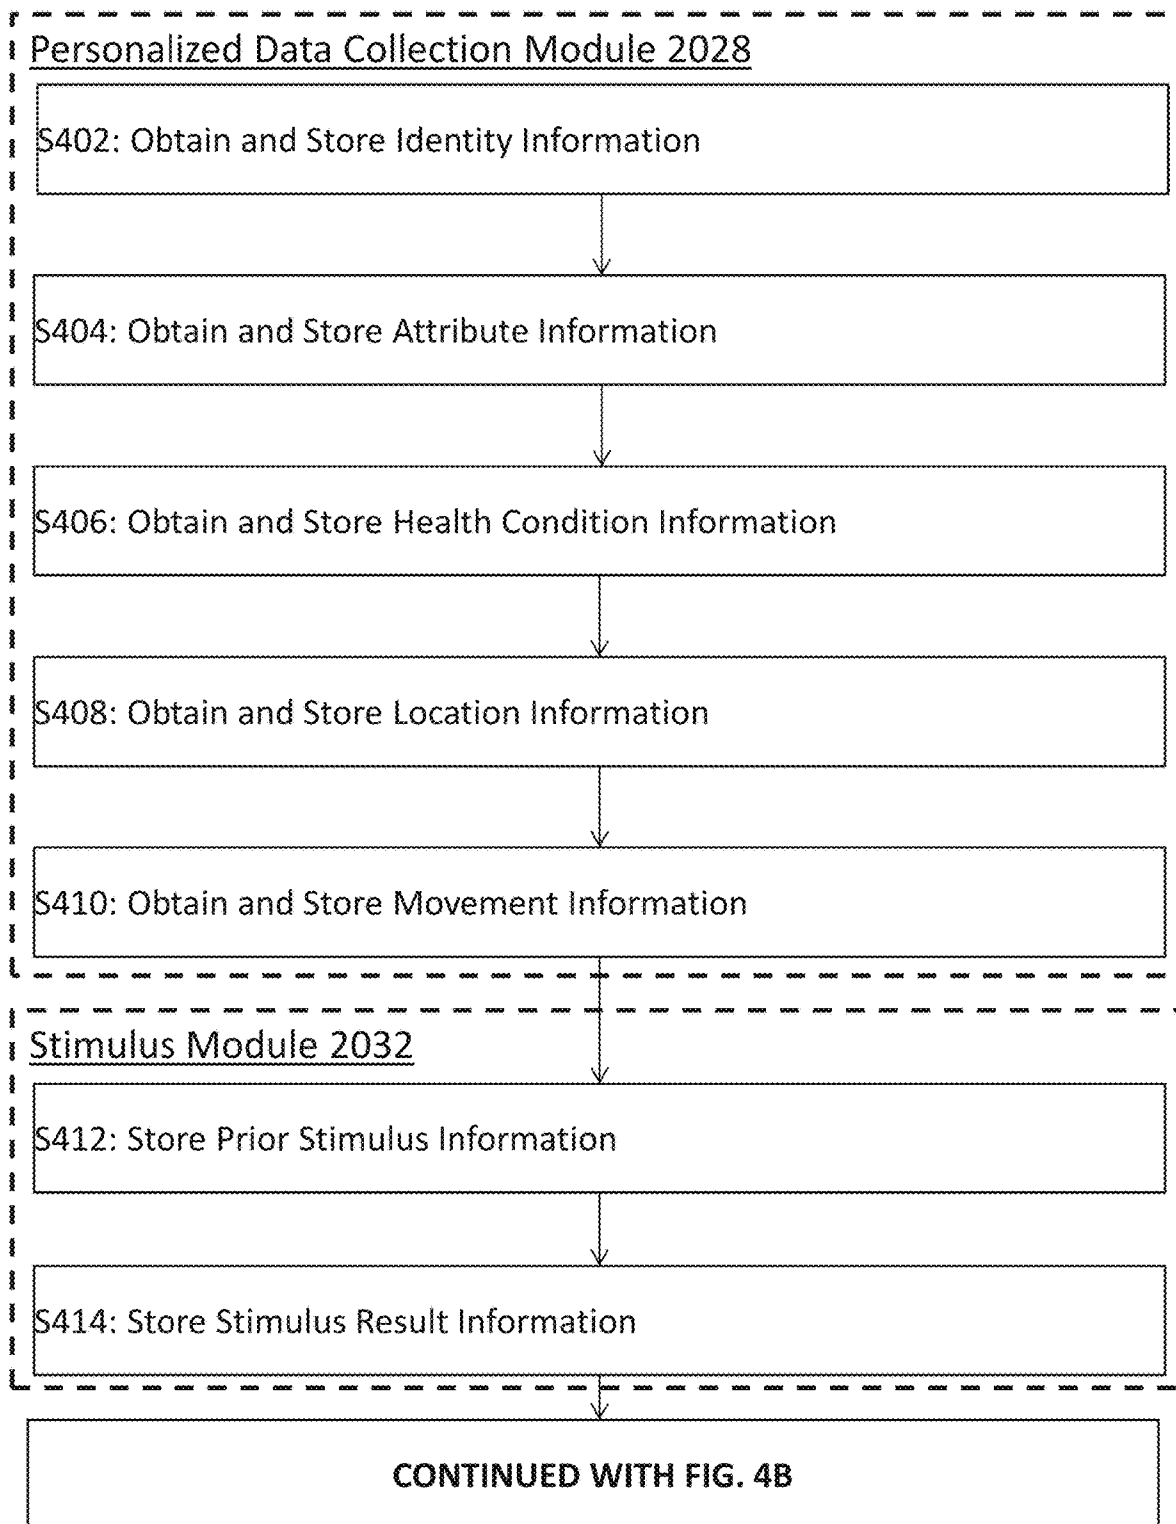 Personalized Data Collection Module 2028
S402: Obtain and Store Identity Information
S404: Obtain and Store Attribute Information
S406: Obtain and Store Health Condition Information
S408: Obtain and Store Location Information
S410: Obtain and Store Movement Information
Stimulus Module 2032
S412: Store Prior Stimulus Information
S414: Store Stimulus Result Information
CONTINUED WITH FIG. 4B